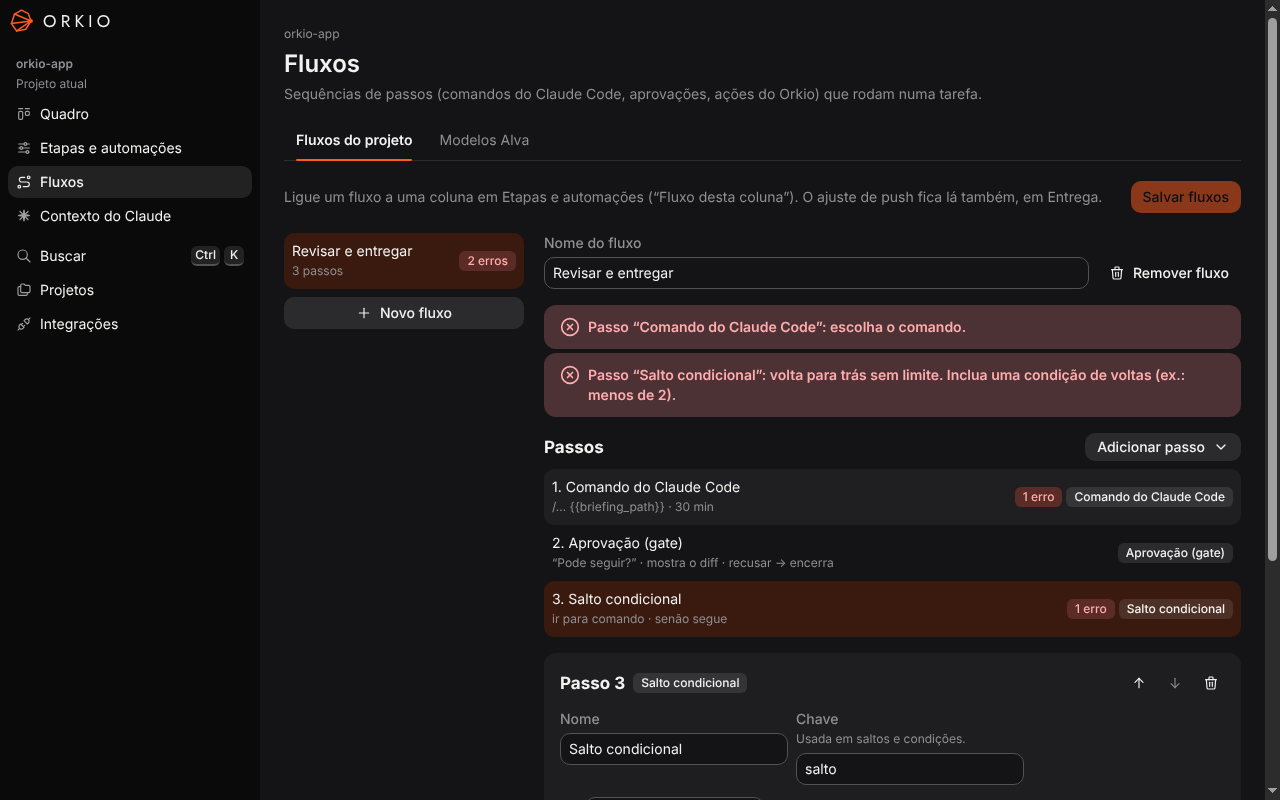 ORKIO
orkio-app
Projeto atual
Quadro
Etapas e automações
Fluxos
Contexto do Claude
Buscar Ctrl K
Projetos
Integrações
orkio-app
Fluxos
Sequências de passos (comandos do Claude Code, aprovações, ações do Orkio) que rodam numa tarefa.
Fluxos do projeto Modelos Alva
Ligue um fluxo a uma coluna em Etapas e automações (“Fluxo desta coluna”). O ajuste de push fica lá também, em Entrega. Salvar fluxos
Revisar e entregar
3 passos
2 erros
Novo fluxo
Nome do fluxo
Revisar e entregar
Remover fluxo
Passo “Comando do Claude Code”: escolha o comando.
Passo “Salto condicional”: volta para trás sem limite. Inclua uma condição de voltas (ex.:
menos de 2).
Passos
Adicionar passo
1. Comando do Claude Code
/... {{briefing_path}} · 30 min
1 erro Comando do Claude Code
2. Aprovação (gate)
“Pode seguir?” · mostra o diff · recusar → encerra
Aprovação (gate)
3. Salto condicional
ir para comando · senão segue
1 erro Salto condicional
Passo 3 Salto condicional
Nome
Salto condicional
Chave
Usada em saltos e condições.
salto